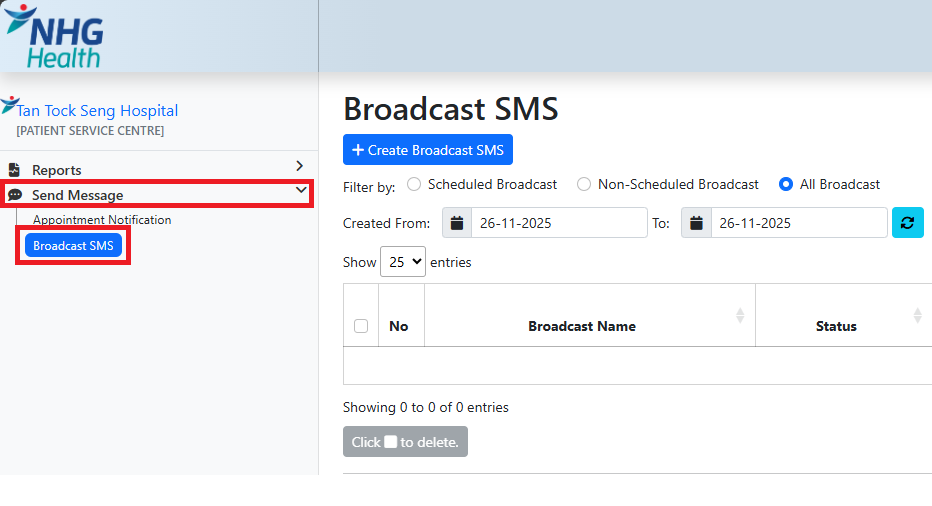 NHG
Health
Tan Tock Seng Hospital
[PATIENT SERVICE CENTRE]
Reports
Send Message
Appointment Notification
Broadcast SMS
Broadcast SMS
+ Create Broadcast SMS
Filter by: Scheduled Broadcast Non-Scheduled Broadcast All Broadcast
Created From: 26-11-2025 To: 26-11-2025
Show 25 entries
No Broadcast Name Status
Showing 0 to 0 of 0 entries
Click to delete.